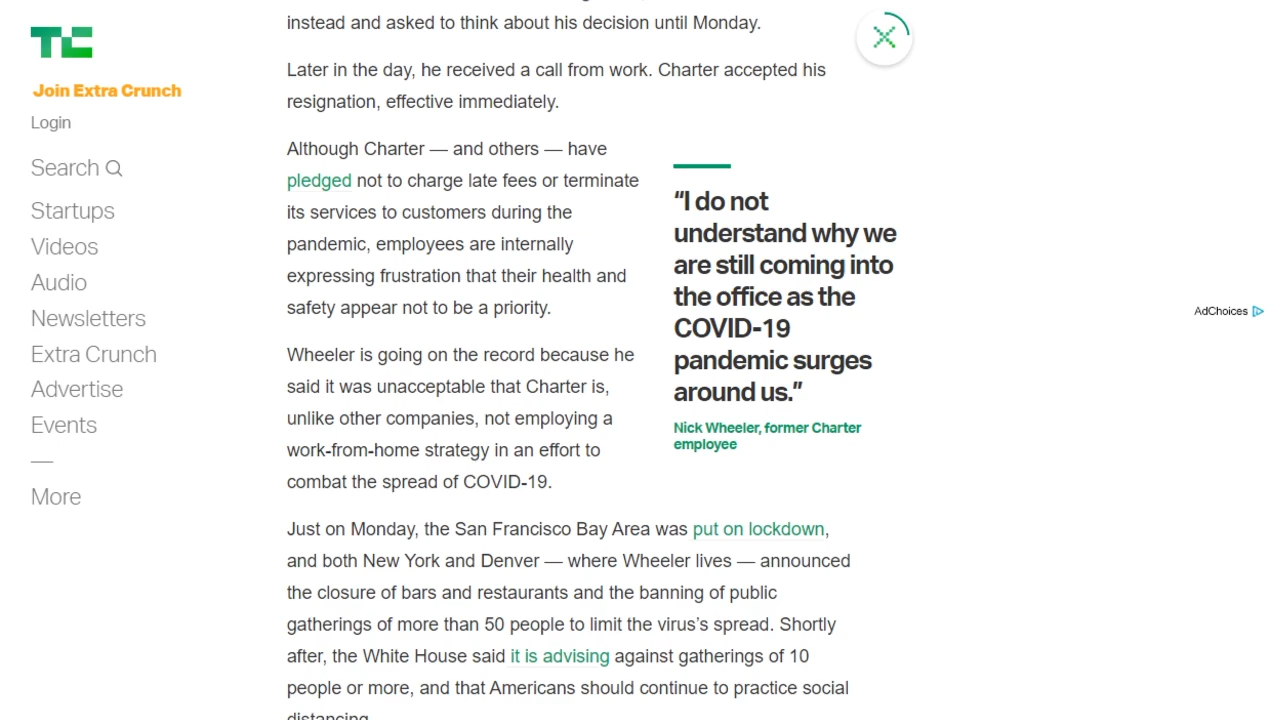 TC
Join Extra Crunch
Login
Search
Startups
Videos
Audio
Newsletters
Extra Crunch
Advertise
Events
—
More
instead and asked to think about his decision until Monday.
Later in the day, he received a call from work. Charter accepted his
resignation, effective immediately.
Although Charter — and others — have
pledged not to charge late fees or terminate
its services to customers during the
pandemic, employees are internally
expressing frustration that their health and
safety appear not to be a priority.
Wheeler is going on the record because he
said it was unacceptable that Charter is,
unlike other companies, not employing a
work-from-home strategy in an effort to
combat the spread of COVID-19.
“I do not
understand why we
are still coming into
the office as the
COVID-19
pandemic surges
around us.”
Nick Wheeler, former Charter
employee
Just on Monday, the San Francisco Bay Area was put on lockdown,
and both New York and Denver — where Wheeler lives — announced
the closure of bars and restaurants and the banning of public
gatherings of more than 50 people to limit the virus’s spread. Shortly
after, the White House said it is advising against gatherings of 10
people or more, and that Americans should continue to practice social
distancing.
AdChoices